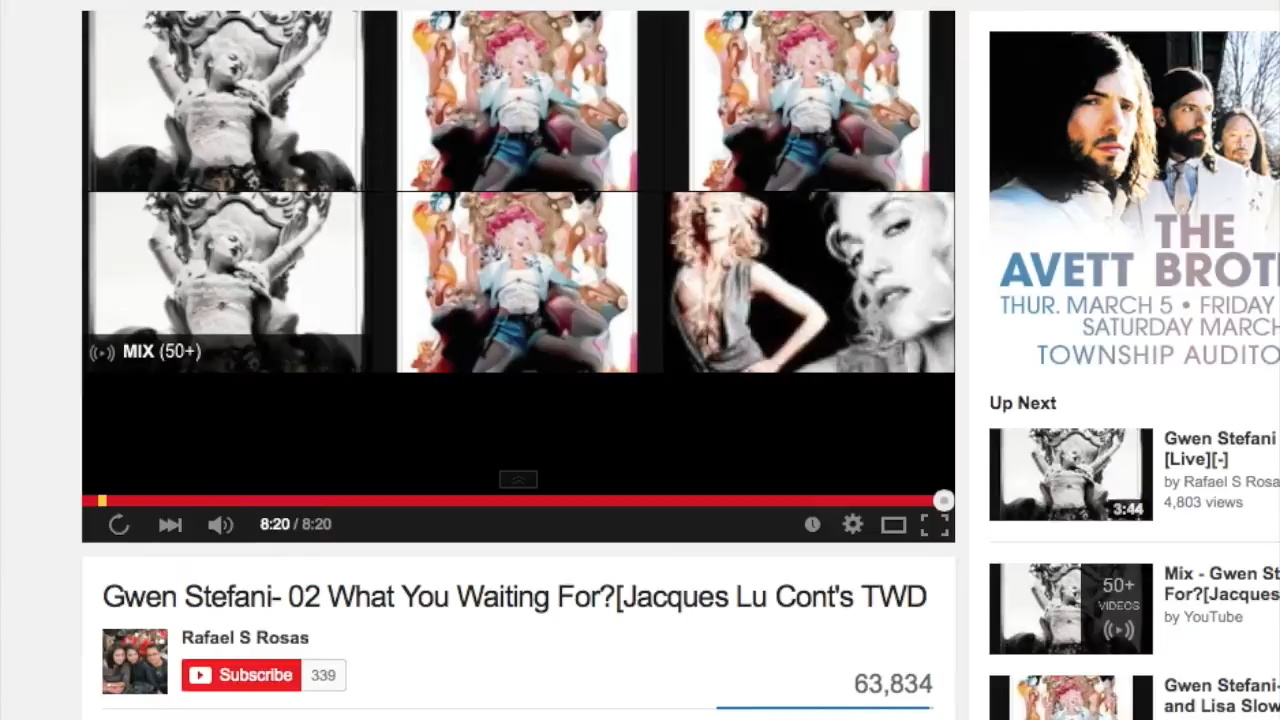 MIX (50+)
8:20 / 8:20
Gwen Stefani- 02 What You Waiting For?[Jacques Lu Cont's TWD
Rafael S Rosas
Subscribe 339
63,834
THE
AVETT BROT
THUR. MARCH 5 • FRIDAY
SATURDAY MARCH
TOWNSHIP AUDITO
Up Next
Gwen Stefani
[Live][-]
by Rafael S Rosa
4,803 views
3:44
Mix - Gwen St
For?[Jacques
by YouTube
50+
VIDEOS
Gwen Stefani-
and Lisa Slow